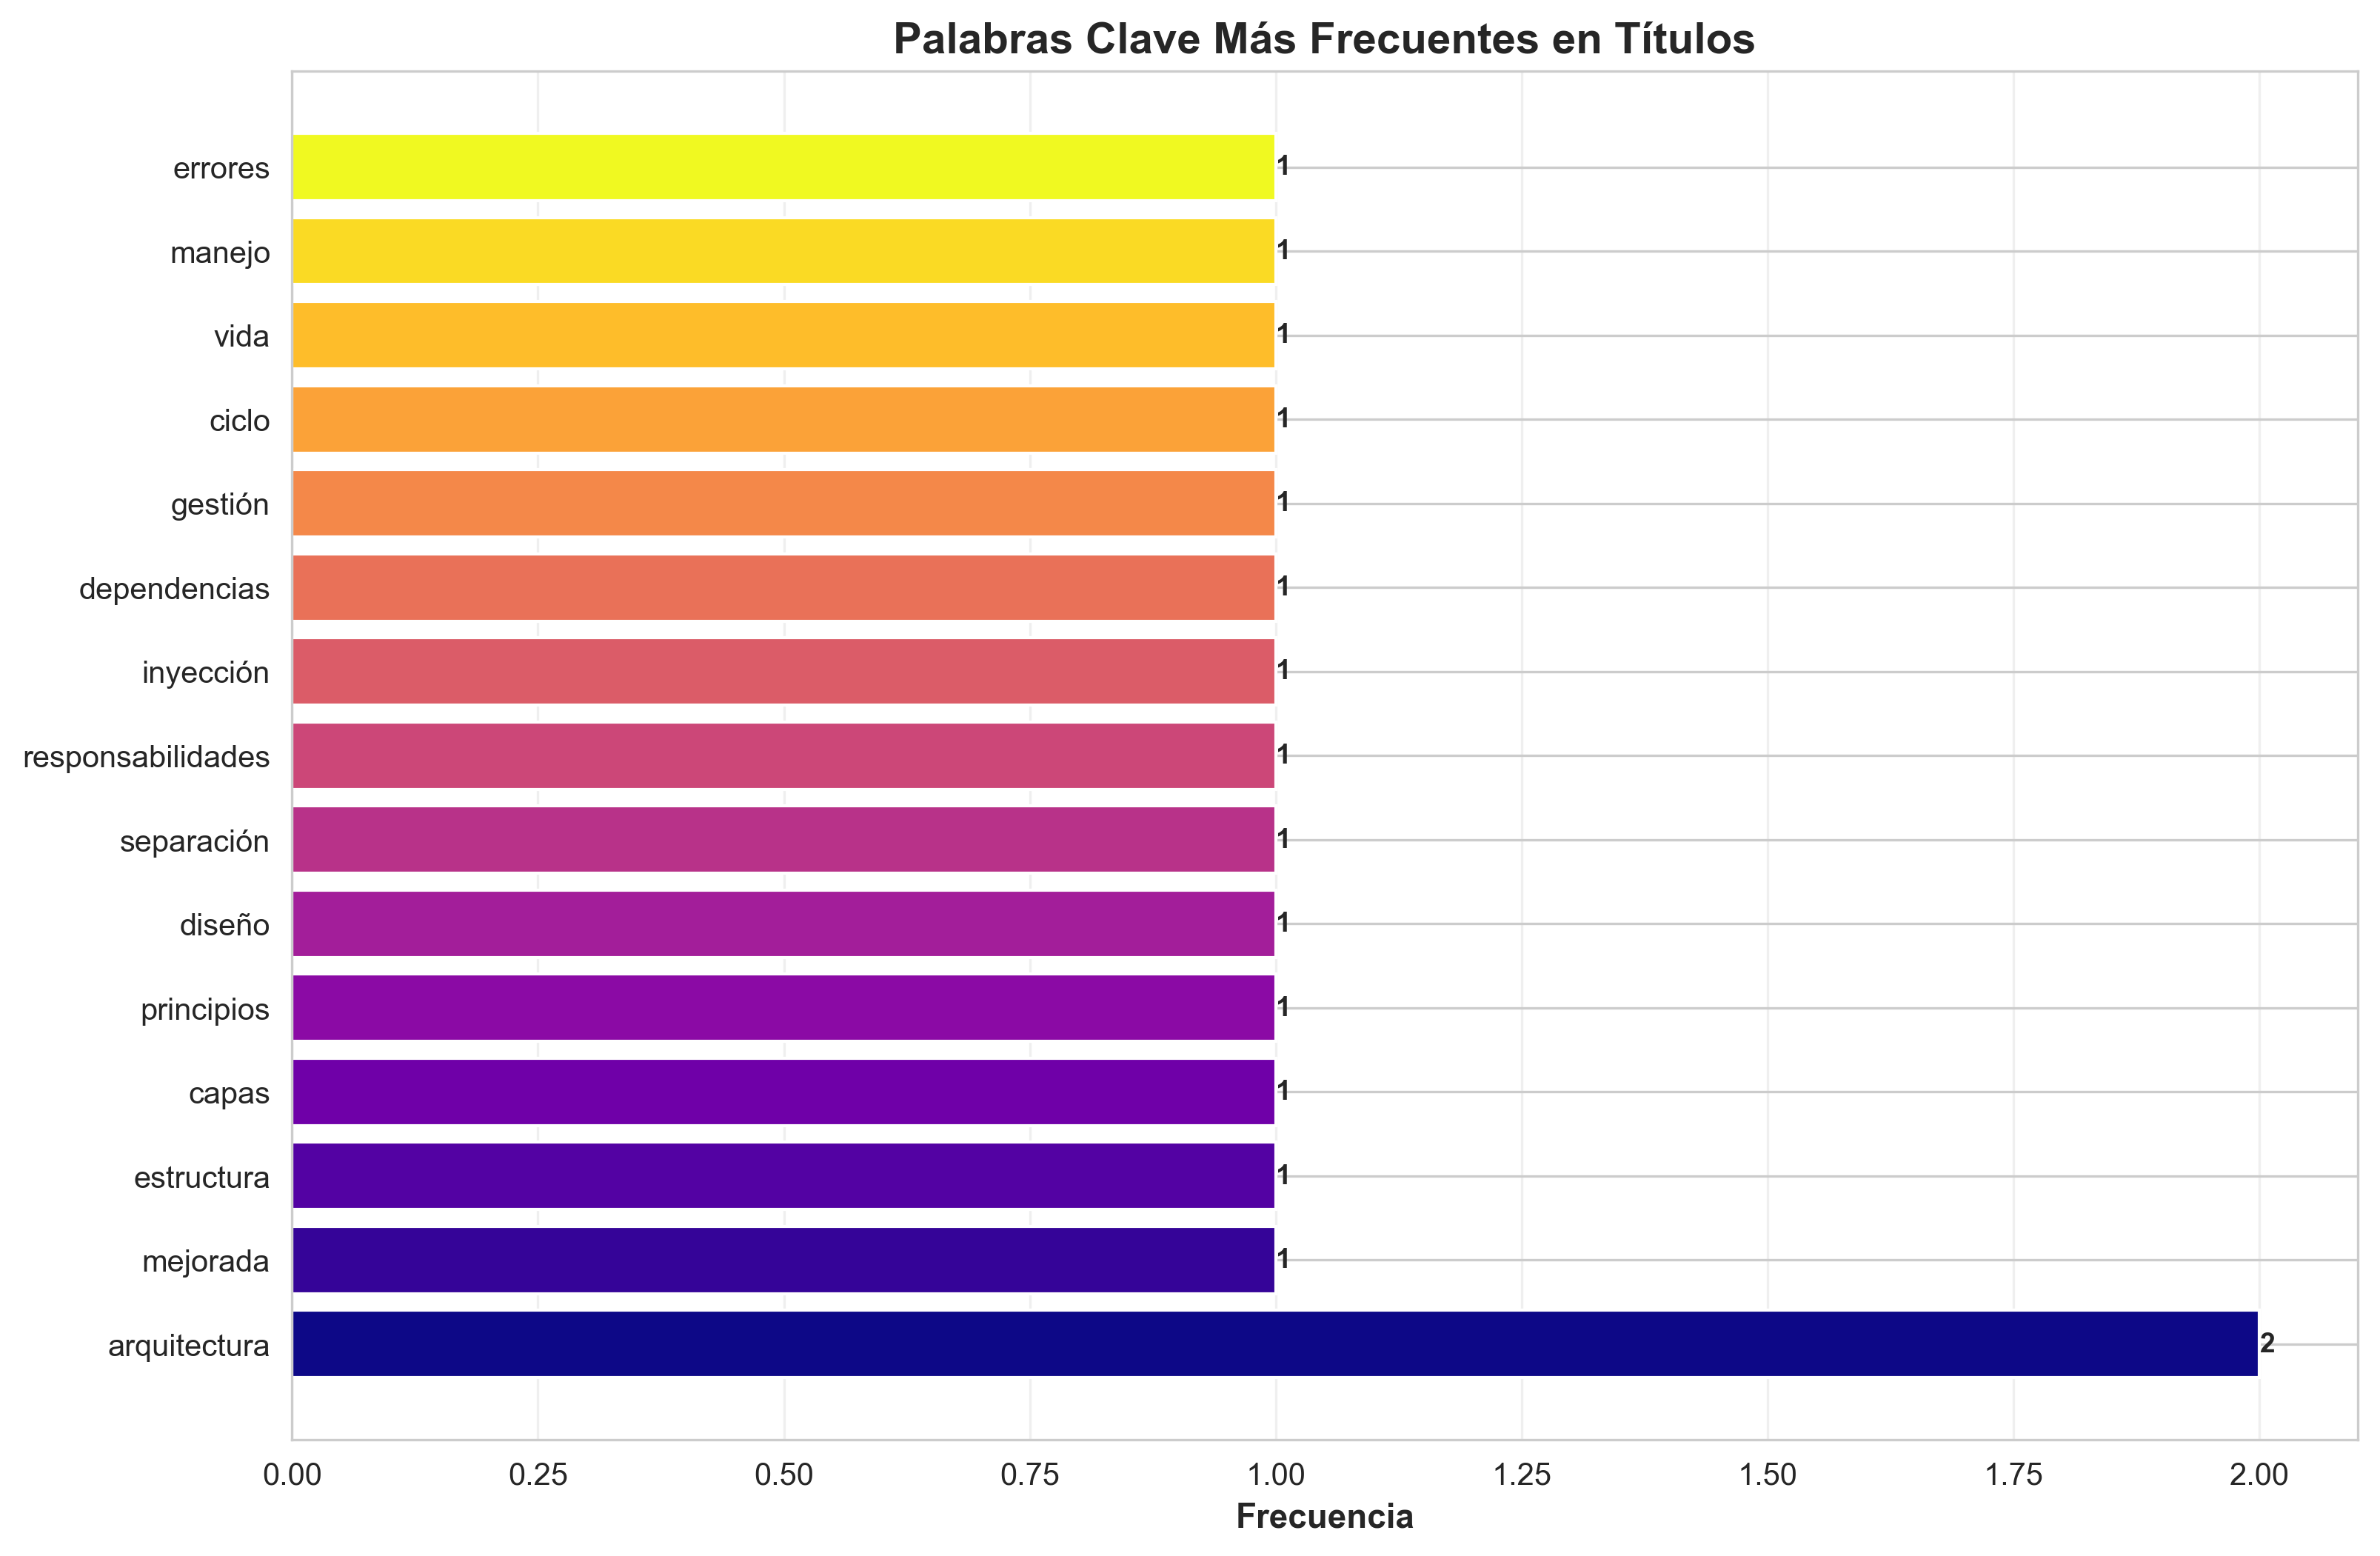 Palabras Clave Más Frecuentes en Títulos
errores 1
manejo 1
vida 1
ciclo 1
gestión 1
dependencias 1
inyección 1
responsabilidades 1
separación 1
diseño 1
principios 1
capas 1
estructura 1
mejorada 1
arquitectura 2
0.00 0.25 0.50 0.75 1.00 1.25 1.50 1.75 2.00
Frecuencia